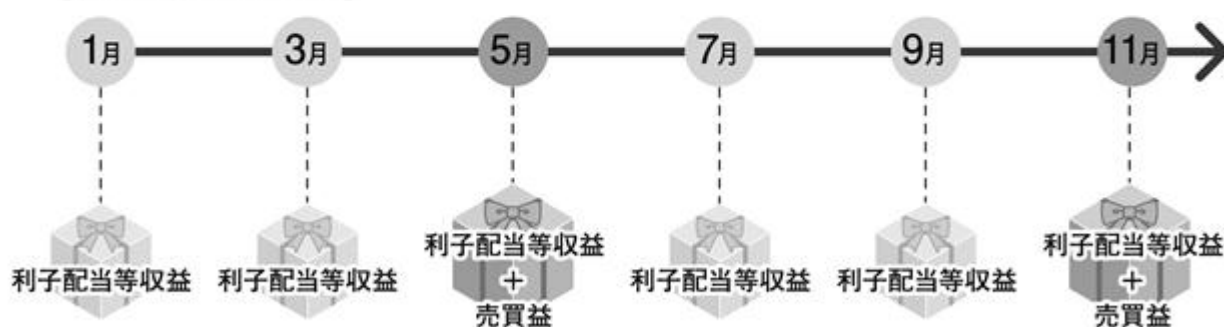 1月 3月 5月 7月 9月 11月
利子配当等収益 利子配当等収益 利子配当等収益 + 売買益 利子配当等収益 利子配当等収益 利子配当等収益 + 売買益